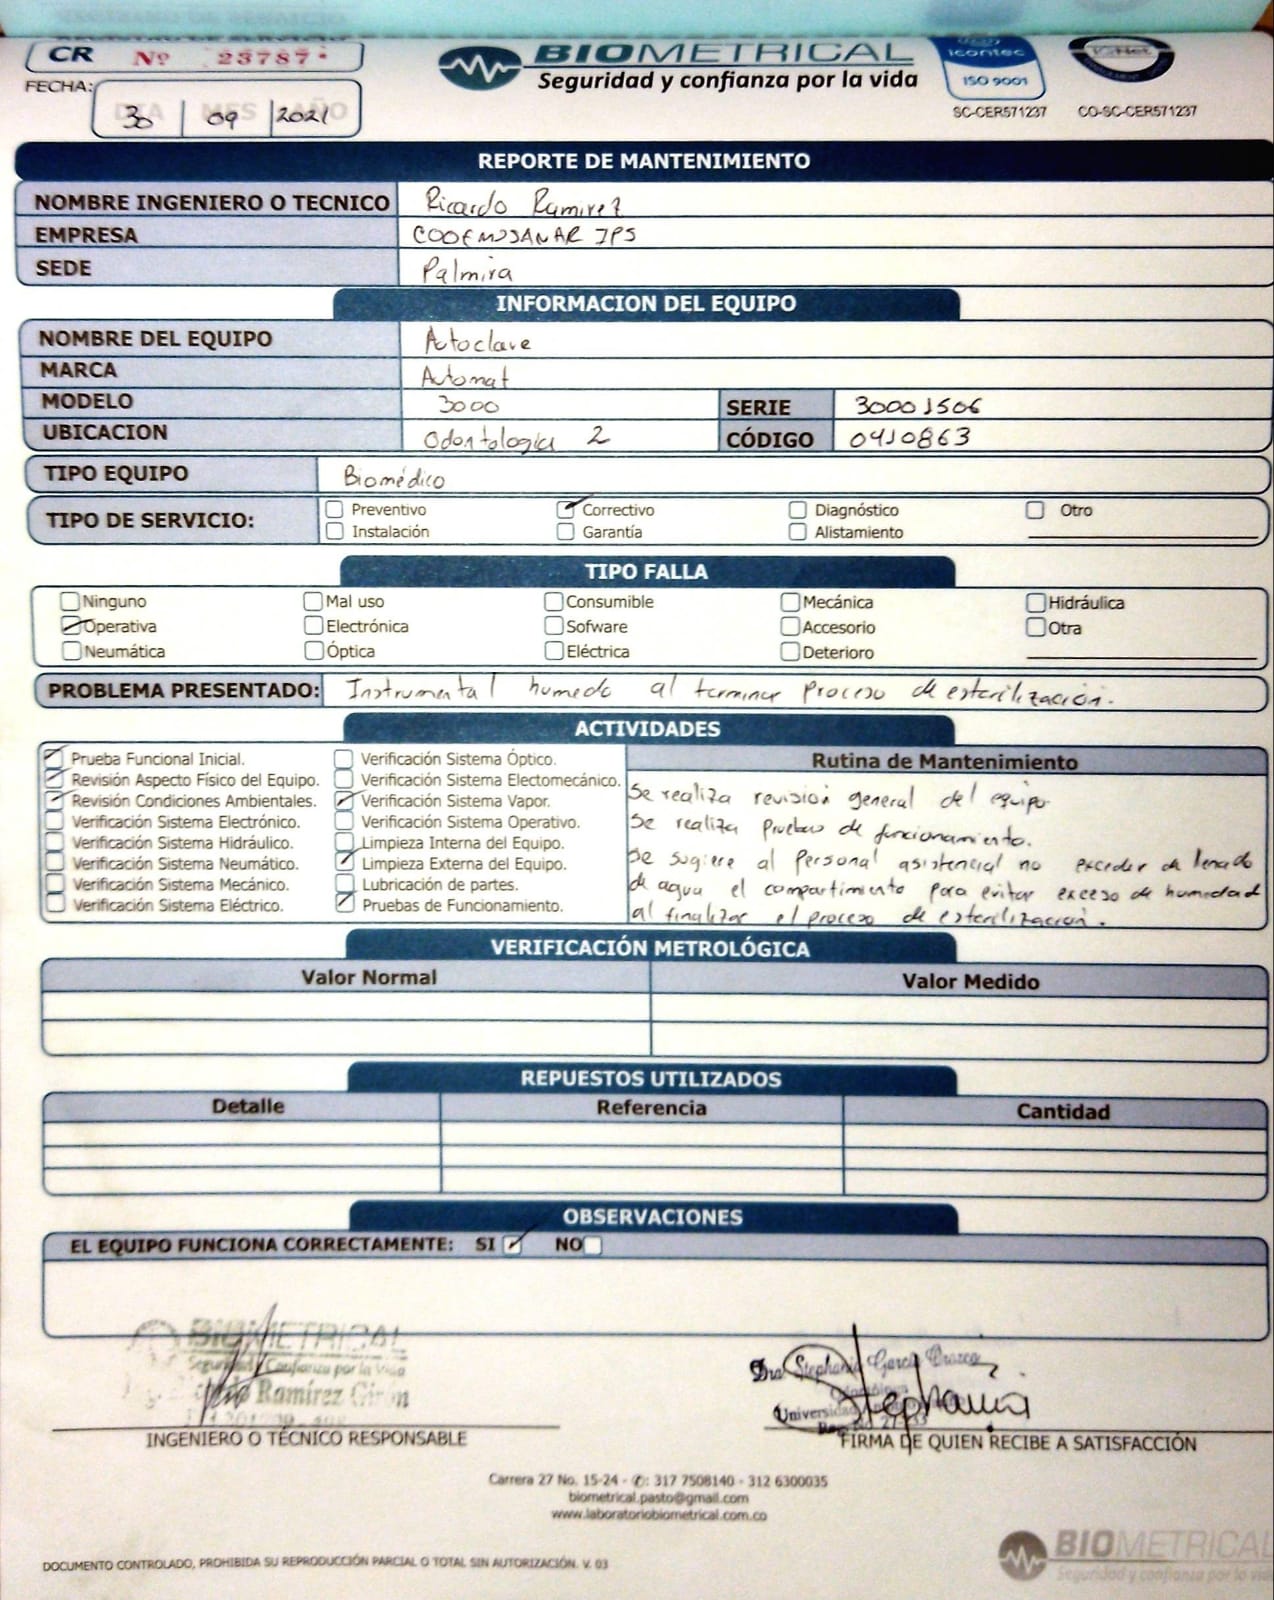 CR Nº 23787
BIOMETRICAL
Seguridad y confianza por la vida
icontec
ISO 9001
SC-CER571237
IQNet
CO-SC-CER571237
FECHA:
DIA MES AÑO
30 09 2021
REPORTE DE MANTENIMIENTO
NOMBRE INGENIERO O TECNICO Ricardo Ramirez
EMPRESA CODEMSSANAR IPS
SEDE Palmira
INFORMACION DEL EQUIPO
NOMBRE DEL EQUIPO Autoclave
MARCA Automat
MODELO 3000 SERIE 30001506
UBICACION Odontologia 2 CÓDIGO 0410863
TIPO EQUIPO Biomédico
TIPO DE SERVICIO:
Preventivo Correctivo Diagnóstico Otro
Instalación Garantía Alistamiento
TIPO FALLA
Ninguno Mal uso Consumible Mecánica Hidráulica
Operativa Electrónica Sofware Accesorio Otra
Neumática Óptica Eléctrica Deterioro
PROBLEMA PRESENTADO: Instrumental humedo al terminar proceso de esterilización.
ACTIVIDADES
Prueba Funcional Inicial.
Revisión Aspecto Físico del Equipo.
Revisión Condiciones Ambientales.
Verificación Sistema Electrónico.
Verificación Sistema Hidráulico.
Verificación Sistema Neumático.
Verificación Sistema Mecánico.
Verificación Sistema Eléctrico.
Verificación Sistema Óptico.
Verificación Sistema Electomecánico.
Verificación Sistema Vapor.
Verificación Sistema Operativo.
Limpieza Interna del Equipo.
Limpieza Externa del Equipo.
Lubricación de partes.
Pruebas de Funcionamiento.
Rutina de Mantenimiento
Se realiza revisión general del equipo
Se realiza pruebas de funcionamiento.
Se sugiere al personal asistencial no exceder de llenado
de agua el compartimiento para evitar exceso de humedad
al finalizar el proceso de esterilización.
VERIFICACIÓN METROLÓGICA
Valor Normal Valor Medido
REPUESTOS UTILIZADOS
Detalle Referencia Cantidad
OBSERVACIONES
EL EQUIPO FUNCIONA CORRECTAMENTE: SI NO
BIOMETRICAL
Seguridad y Confianza por la Vida
Ramírez Girón
Dra. Stephania García Orozco
Odontóloga
Universidad
Stephania
INGENIERO O TÉCNICO RESPONSABLE
FIRMA DE QUIEN RECIBE A SATISFACCIÓN
Carrera 27 No. 15-24 - ✆: 317 7508140 - 312 6300035
biometrical.pasto@gmail.com
www.laboratoriobiometrical.com.co
BIOMETRICAL
Seguridad y confianza por la vida
DOCUMENTO CONTROLADO, PROHIBIDA SU REPRODUCCIÓN PARCIAL O TOTAL SIN AUTORIZACIÓN. V. 03